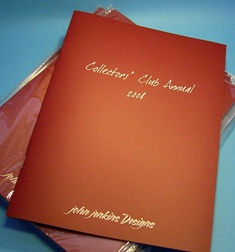 Collectors' Club Annual
2008
john jenkins Designs